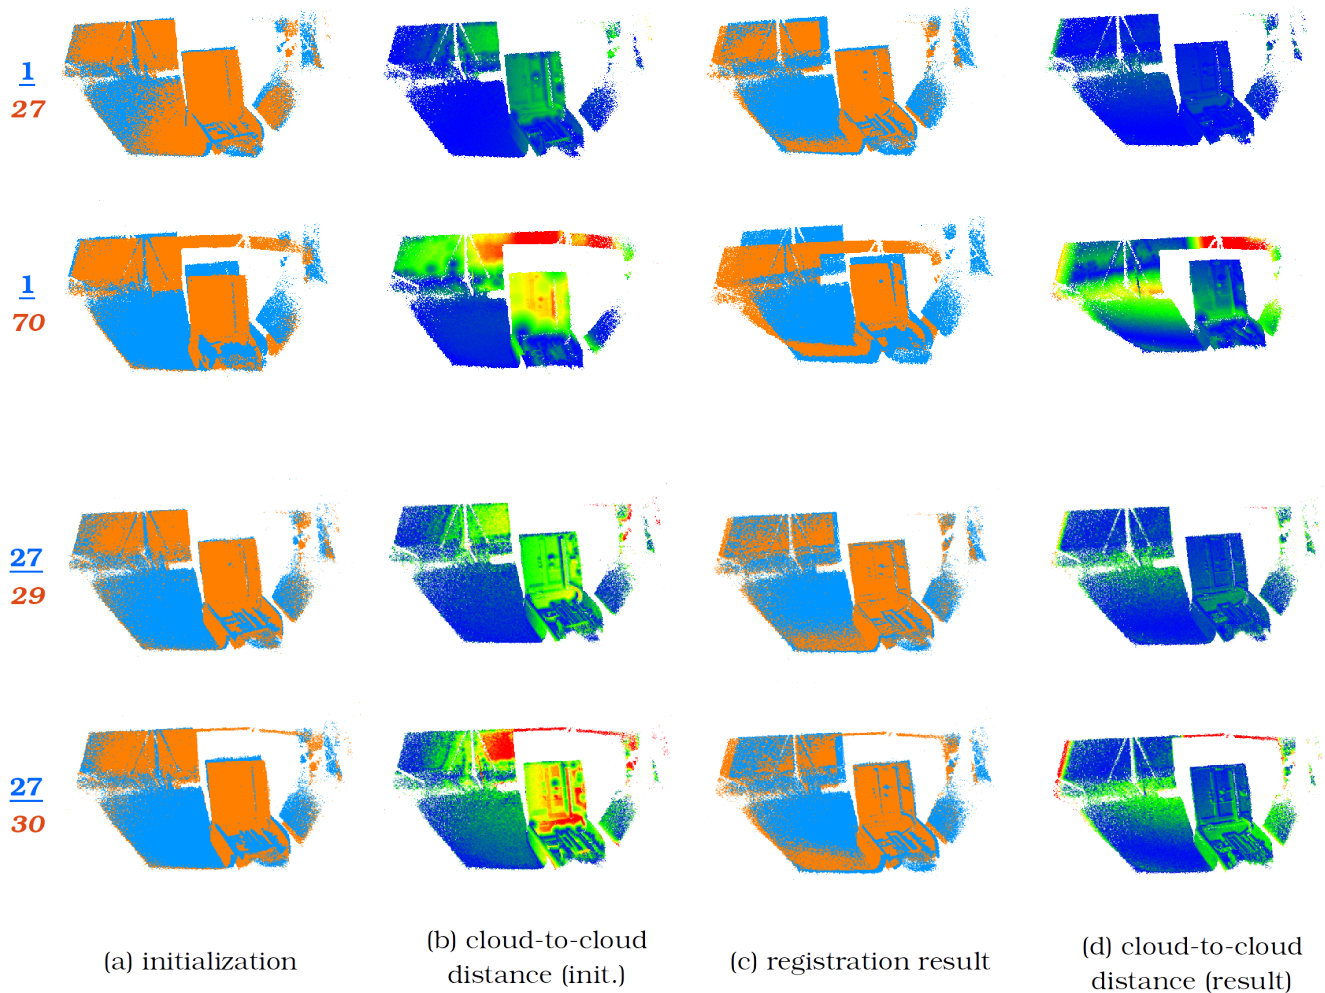 1
27
1
70
27
29
27
30
(a) initialization
(b) cloud-to-cloud
distance (init.)
(c) registration result
(d) cloud-to-cloud
distance (result)